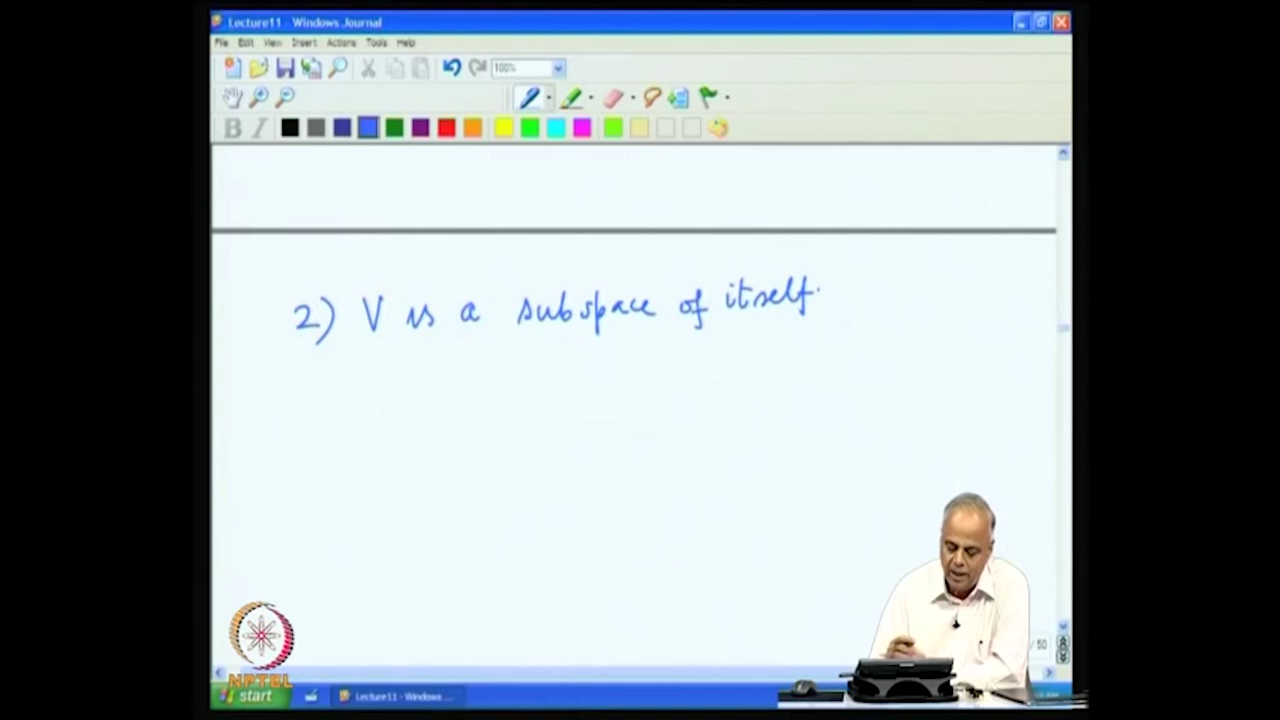 Lecture11 - Windows Journal
File Edit View Insert Actions Tools Help
100%
B I
2) V is a subspace of itself.
/ 50
NPTEL
start
Lecture11 - Windows ...